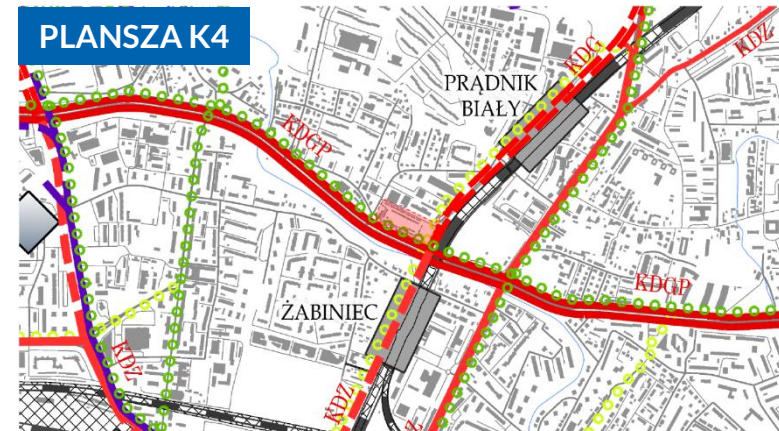 PLANSZA K4
KDZ
KDG
PRĄDNIK
BIAŁY
KDGP
KDGP
ŻABINIEC
KDZ
KDZ
Z